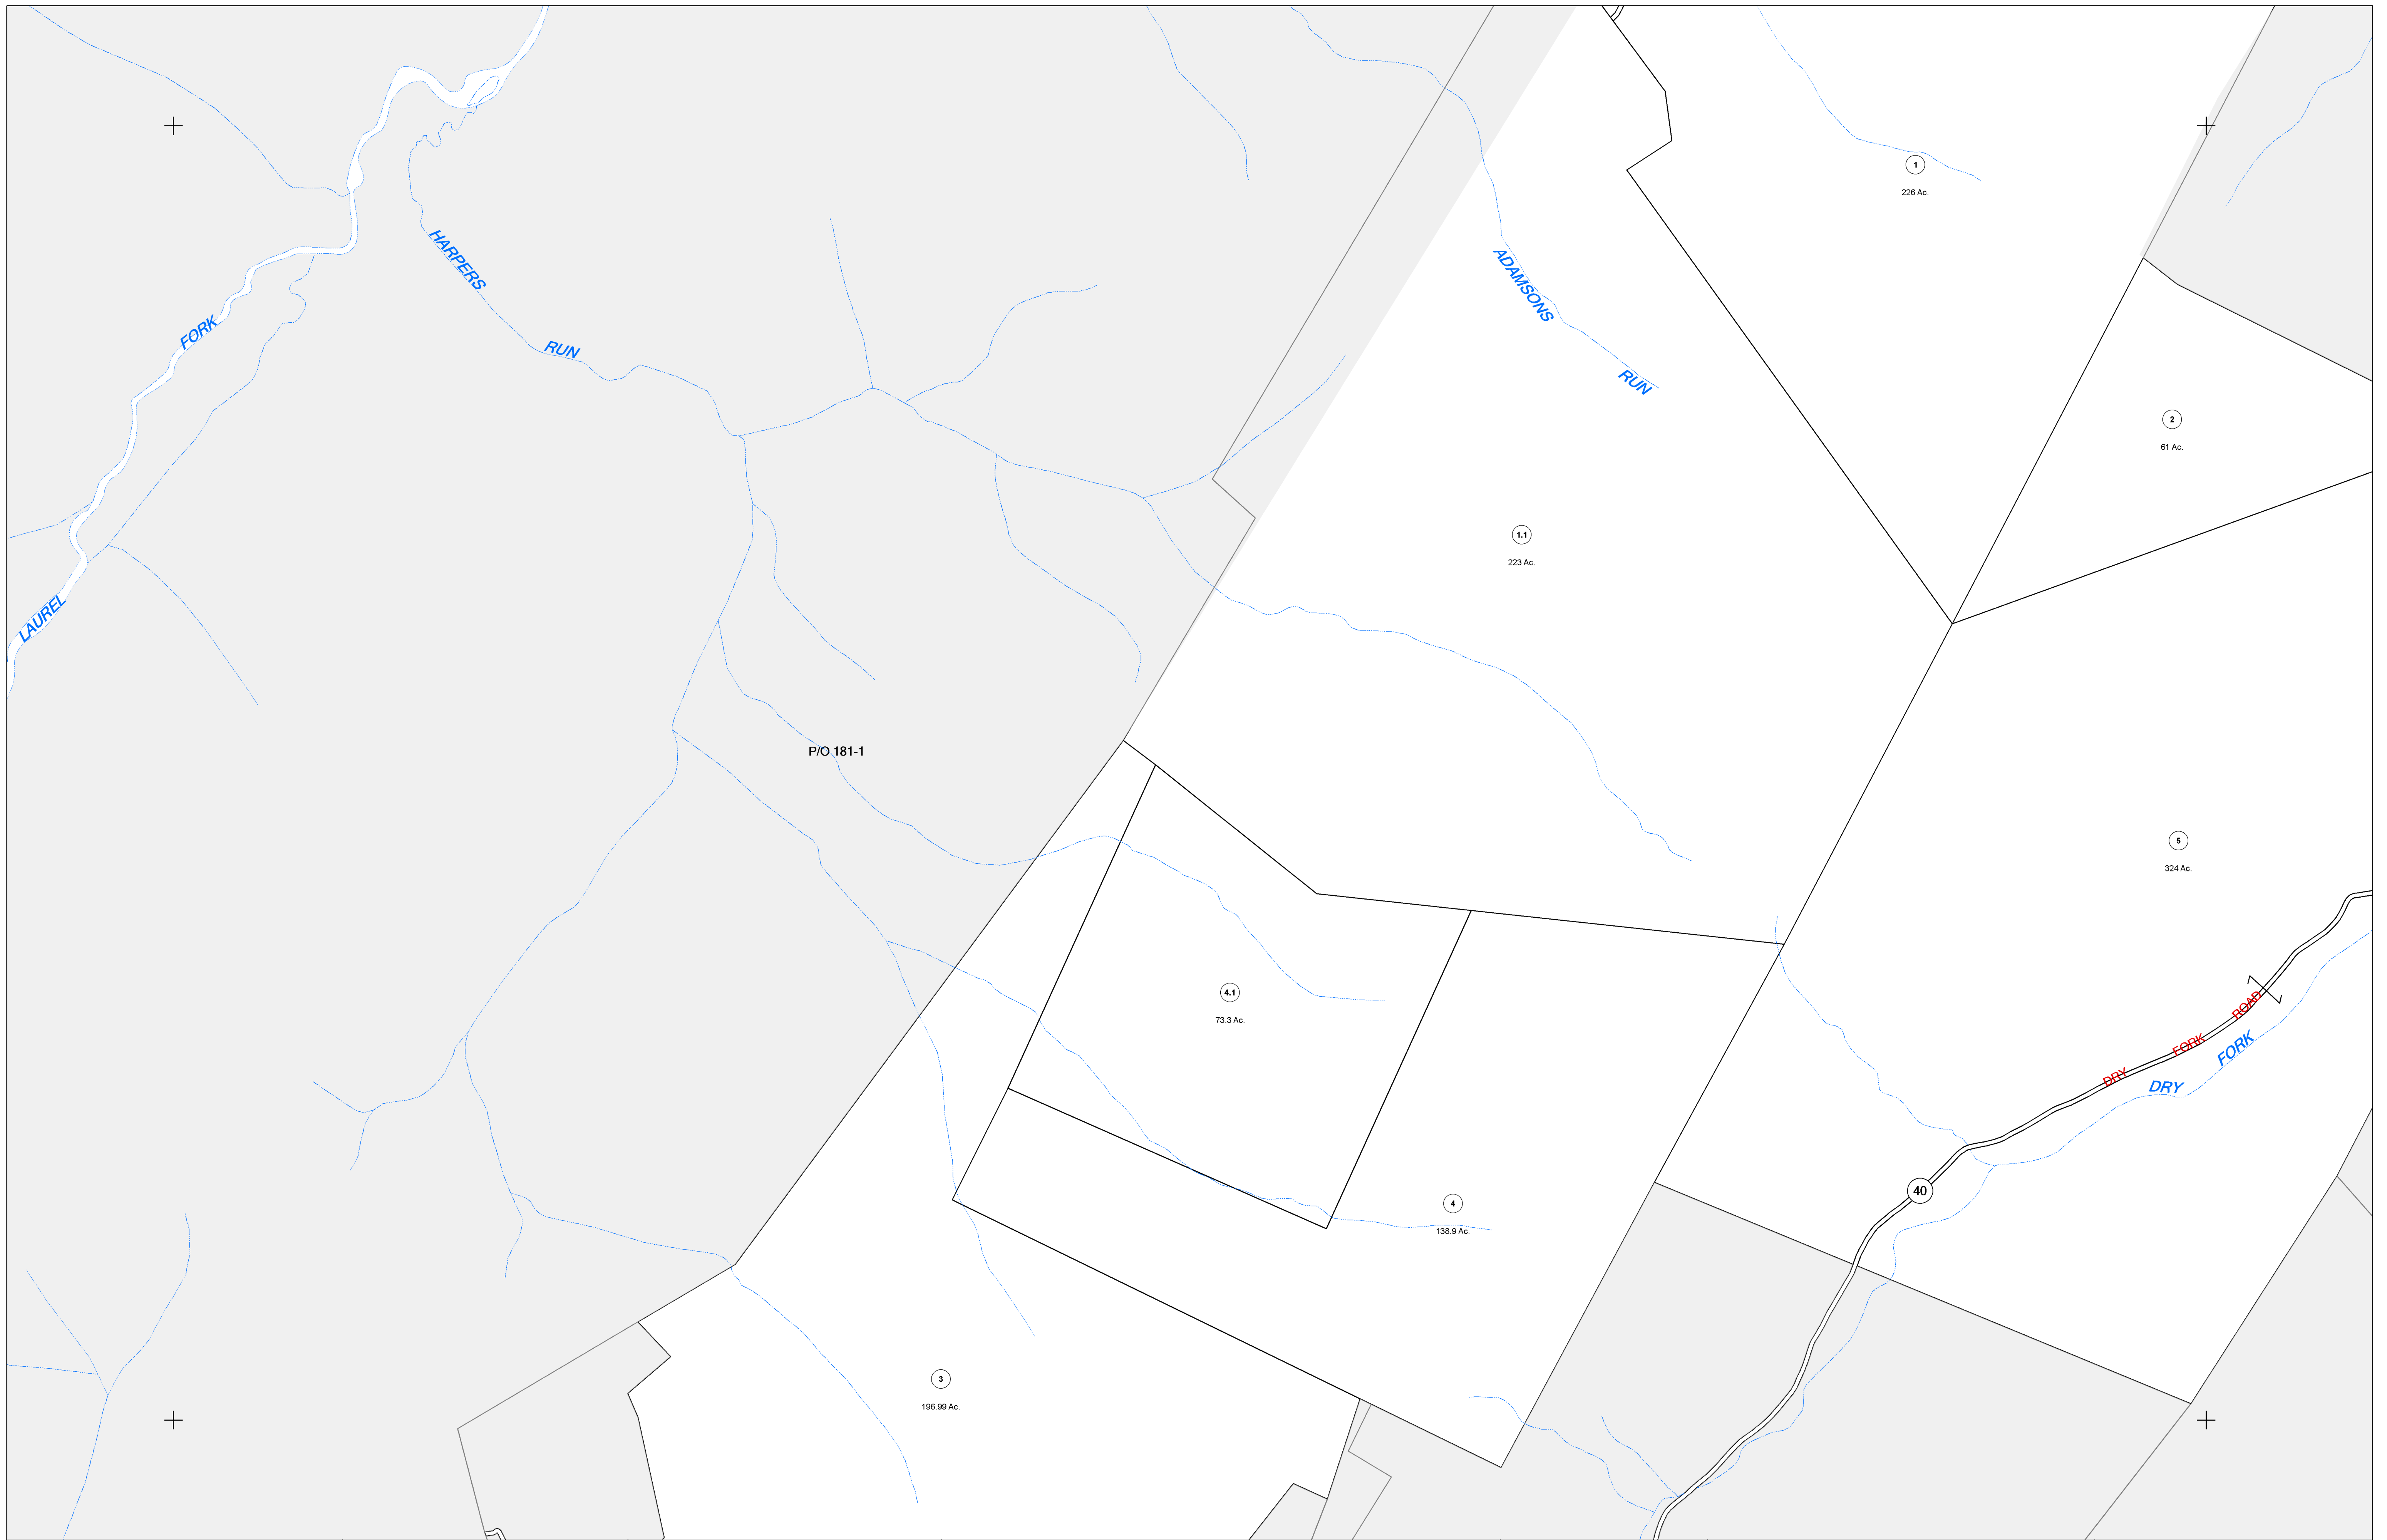 1
226 Ac.
HARPERS
RUN
ADAMSONS
RUN
FORK
LAUREL
2
61 Ac.
1.1
223 Ac.
P/O 181-1
5
324 Ac.
4.1
73.3 Ac.
DRY FORK ROAD
DRY FORK
40
4
138.9 Ac.
3
196.99 Ac.